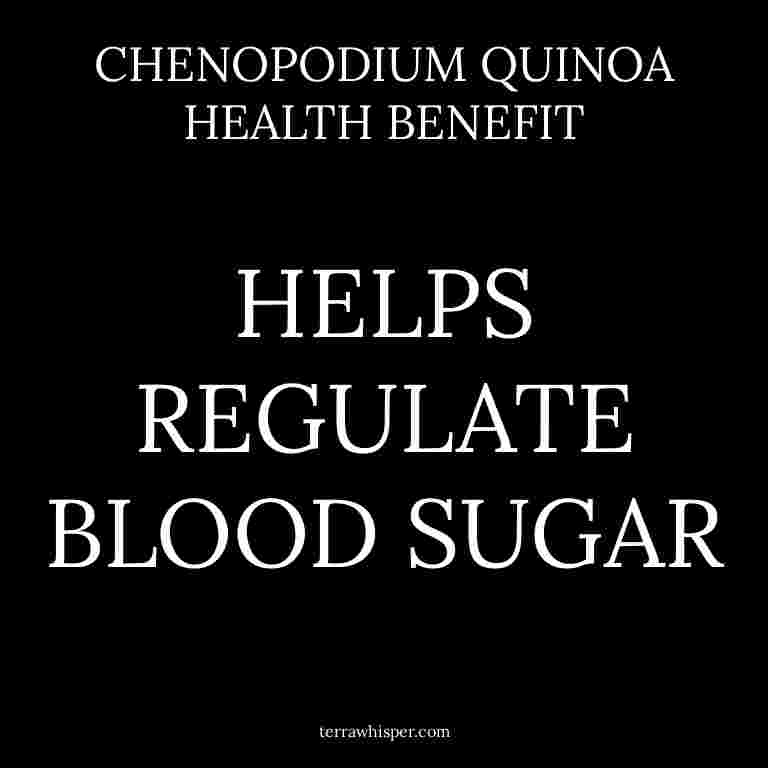 CHENOPODIUM QUINOA
HEALTH BENEFIT
HELPS
REGULATE
BLOOD SUGAR
terrawhisper.com